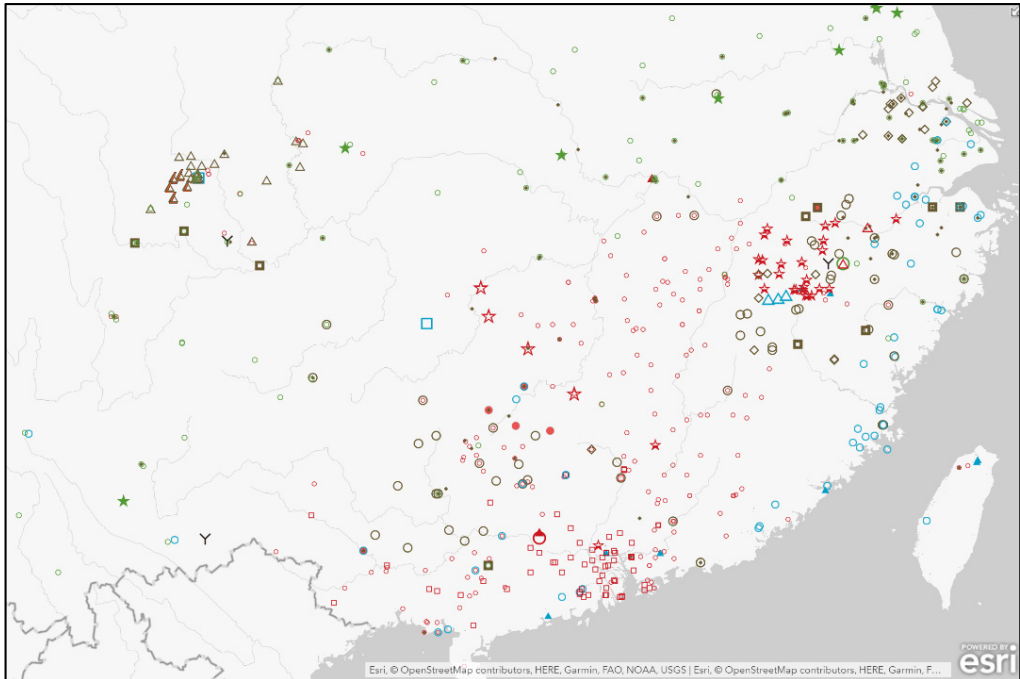 POWERED BY
esri
Esri, © OpenStreetMap contributors, HERE, Garmin, FAO, NOAA, USGS | Esri, © OpenStreetMap contributors, HERE, Garmin, F...